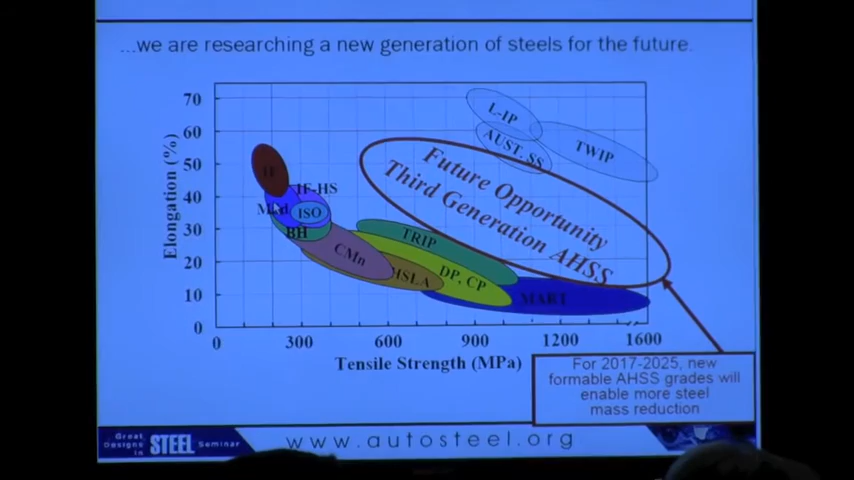 ...we are researching a new generation of steels for the future.
70
60
50
40
30
20
10
0
Elongation (%)
0
300
600
900
1200
1600
Tensile Strength (MPa)
L-IP
AUST. SS
TWIP
Future Opportunity
Third Generation AHSS
IF
IF-HS
Mild
ISO
BH
CMn
TRIP
HSLA
DP, CP
MART
For 2017-2025, new
formable AHSS grades will
enable more steel
mass reduction
Great
Designs
in
STEEL
Seminar
www.autosteel.org